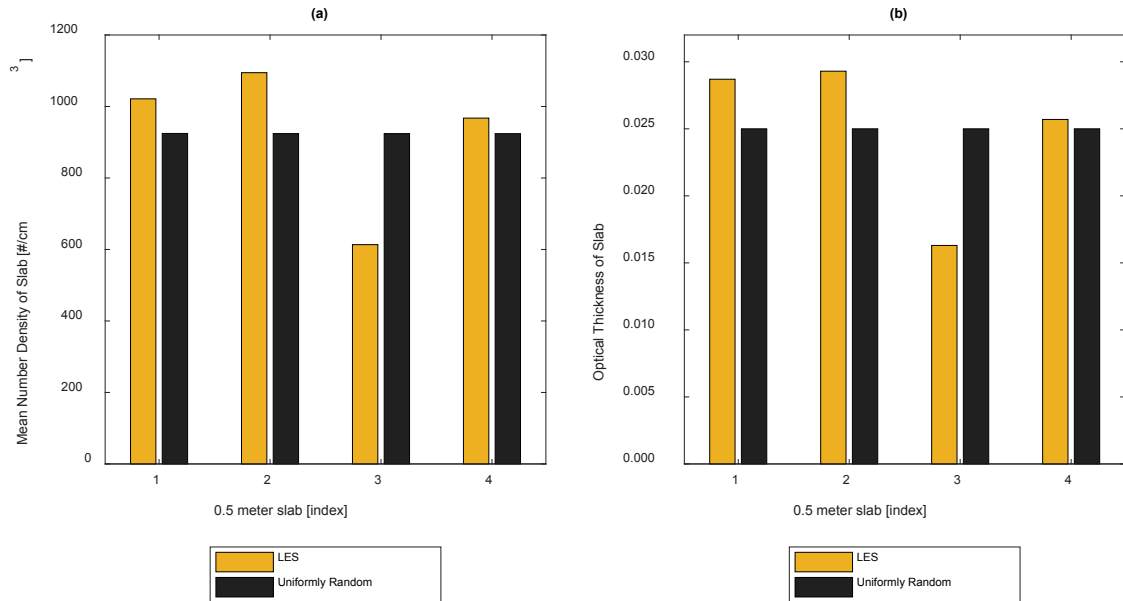 (a)
1200
1000
800
600
400
200
0
Mean Number Density of Slab [#/cm
3
]
1 2 3 4
0.5 meter slab [index]
LES
Uniformly Random
(b)
0.030
0.025
0.020
0.015
0.010
0.005
0.000
Optical Thickness of Slab
1 2 3 4
0.5 meter slab [index]
LES
Uniformly Random